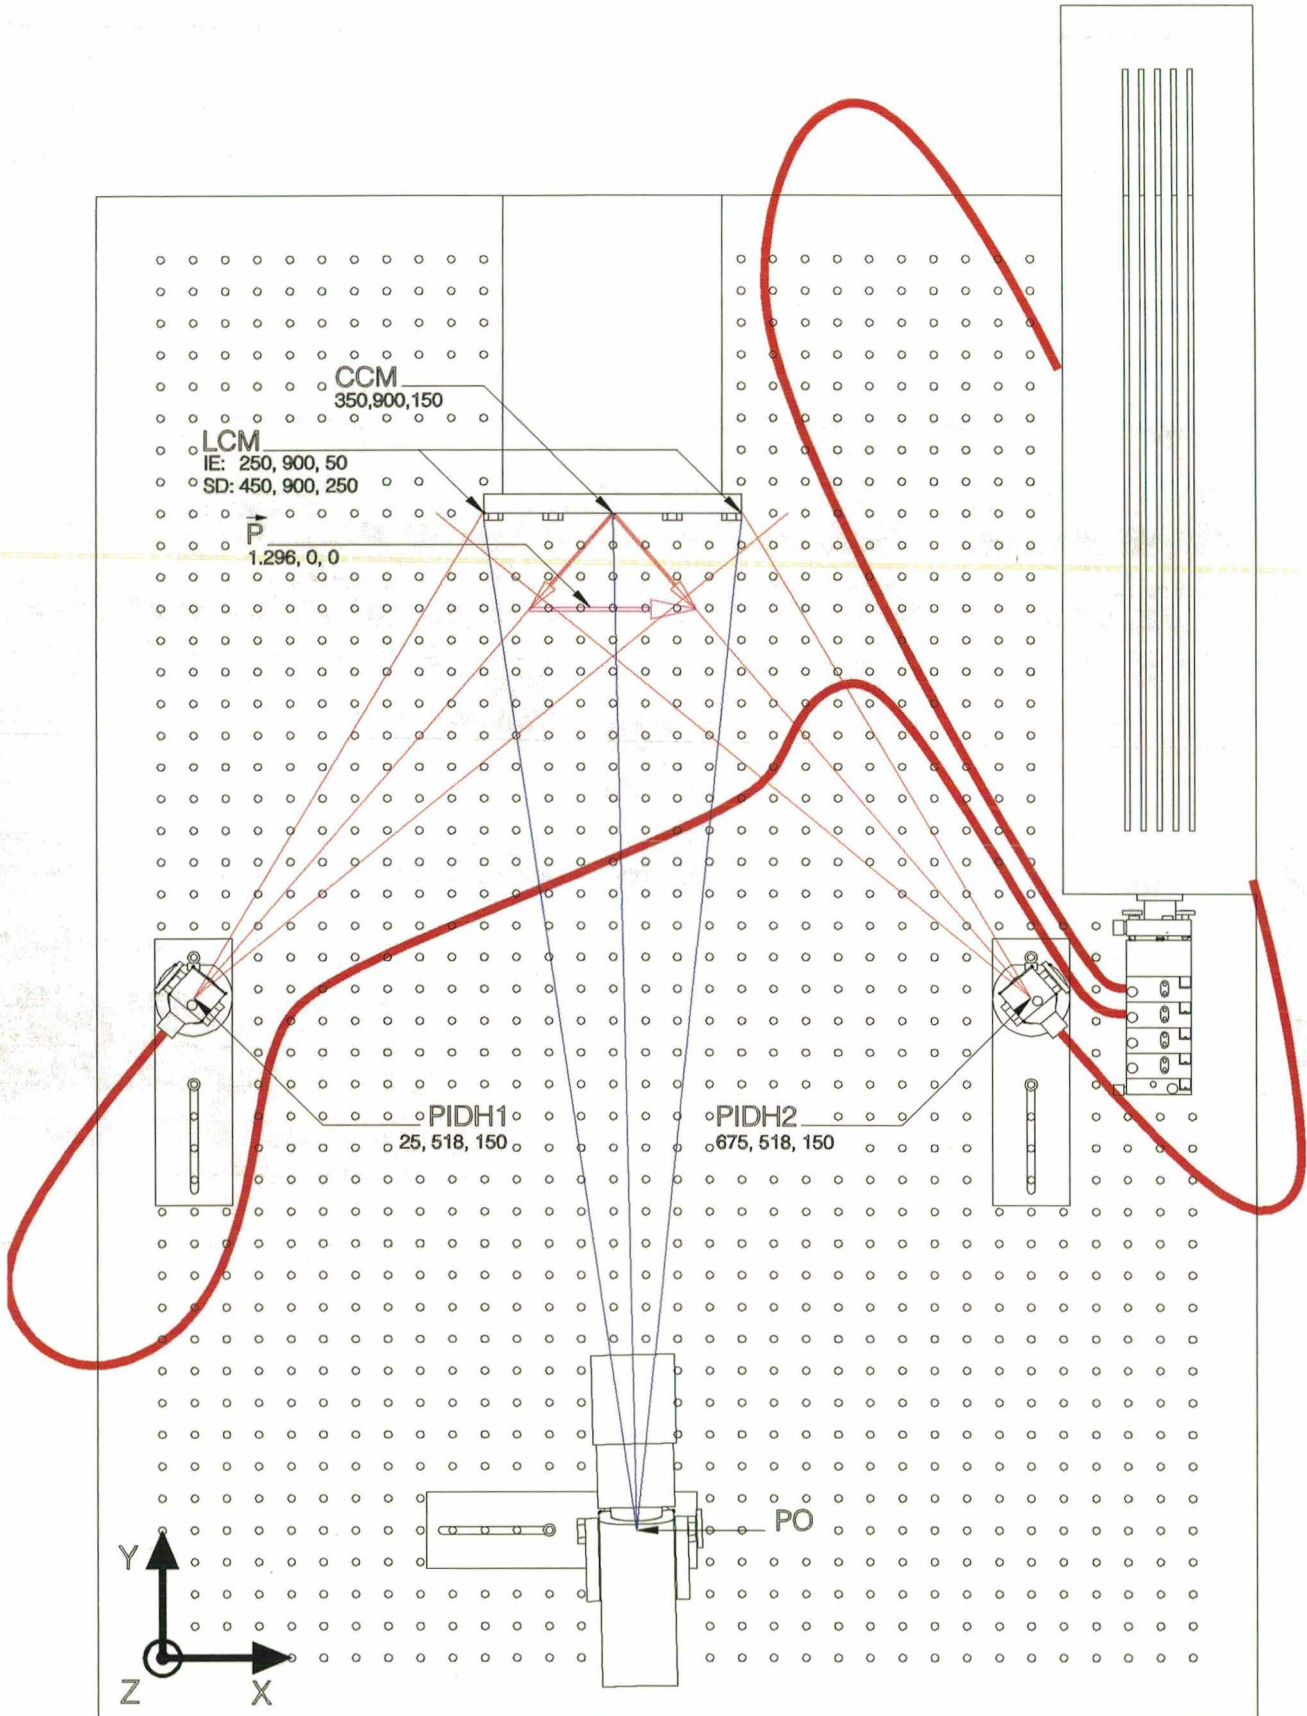 CCM
350,900,150
LCM
IE: 250, 900, 50
SD: 450, 900, 250
P
1.296, 0, 0
PIDH1
25, 518, 150
PIDH2
675, 518, 150
PO
Y
Z
X